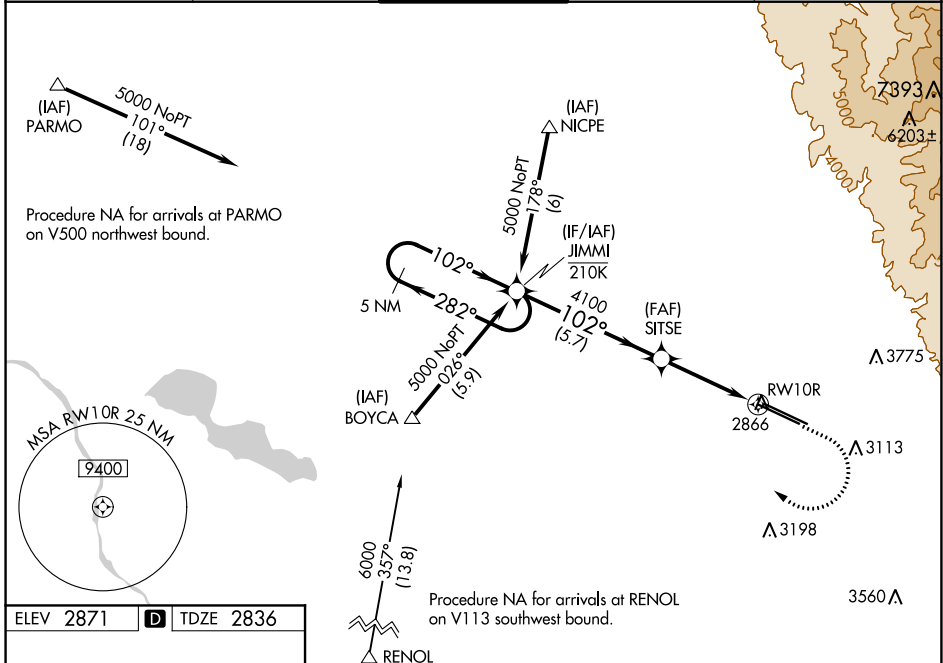 (IAF)
PARMO
5000 NoPT
101°
(18)
Procedure NA for arrivals at PARMO
on V500 northwest bound.
(IAF)
NICPE
5000 NoPT
178°
(6)
(IF/IAF)
JIMMI
210K
102°
5 NM
282°
4100
102°
(5.7)
(FAF)
SITSE
5000 NoPT
026°
(5.9)
(IAF)
BOYCA
RW10R
2866
7393
5000
6203±
4000
3775
3113
3198
3560
MSA RW10R 25 NM
9400
6000
357°
(13.8)
Procedure NA for arrivals at RENOL
on V113 southwest bound.
RENOL
ELEV 2871 D TDZE 2836